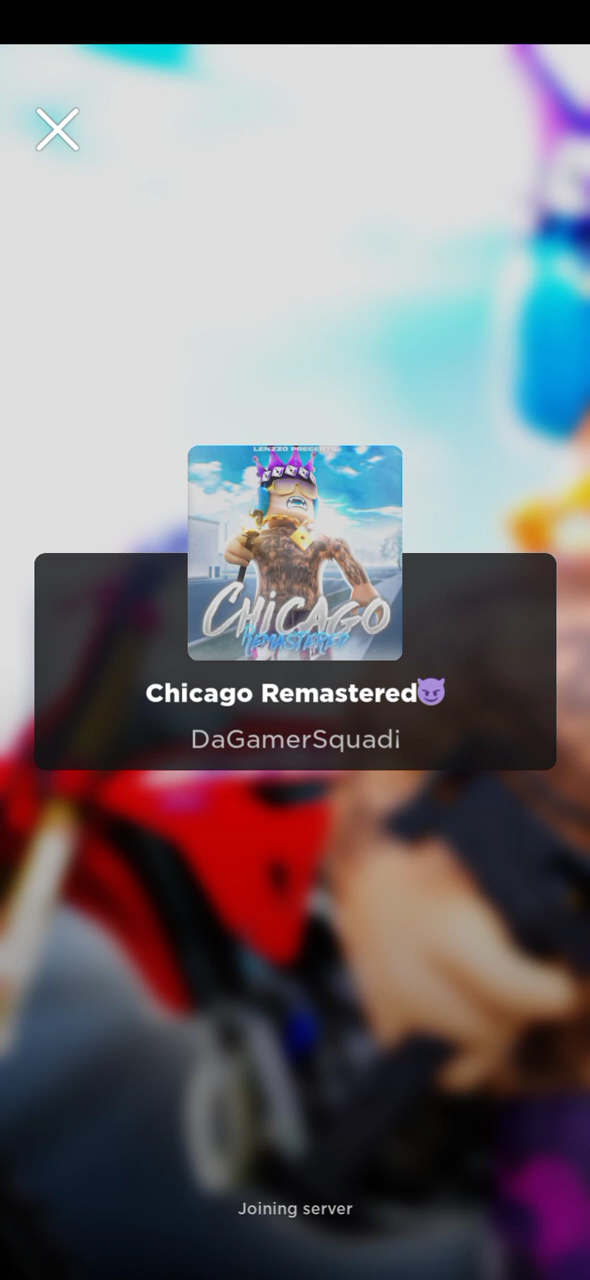 LENZZO PRESENTS
CHICAGO
REMASTERED
Chicago Remastered😈
DaGamerSquadi
Joining server